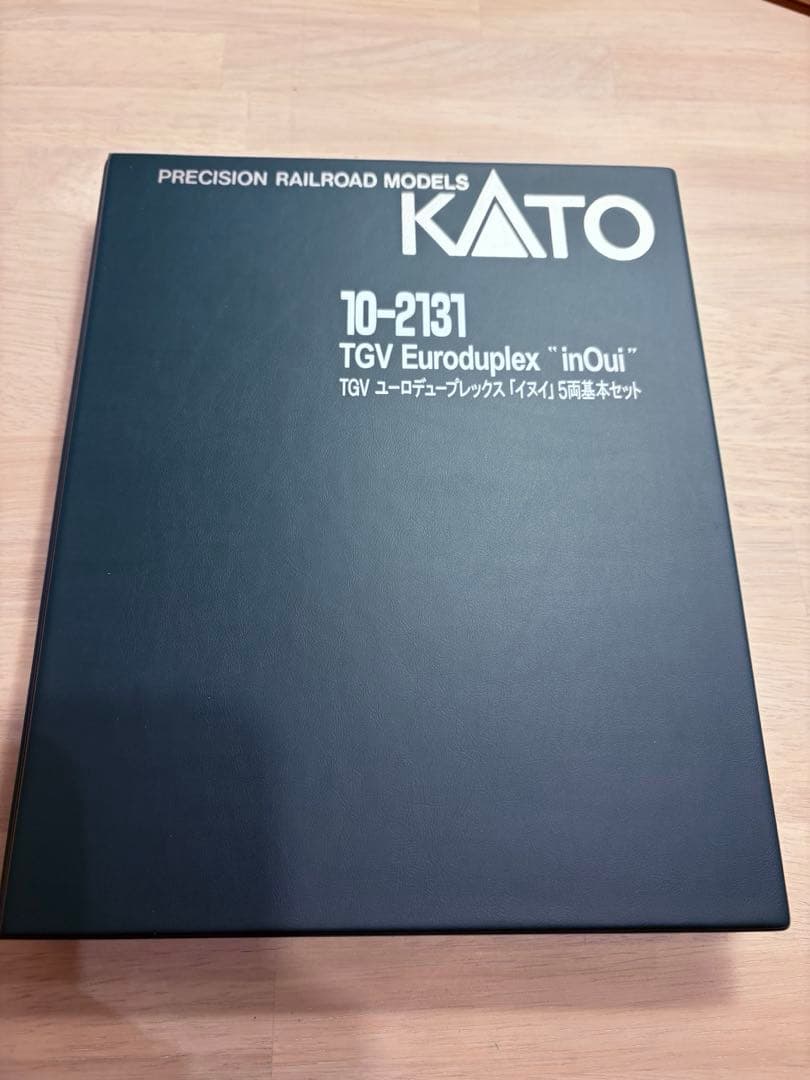 PRECISION RAILROAD MODELS
KATO
10-2131
TGV Euroduplex “inOui”
TGV ユーロデュープレックス「イヌイ」5両基本セット